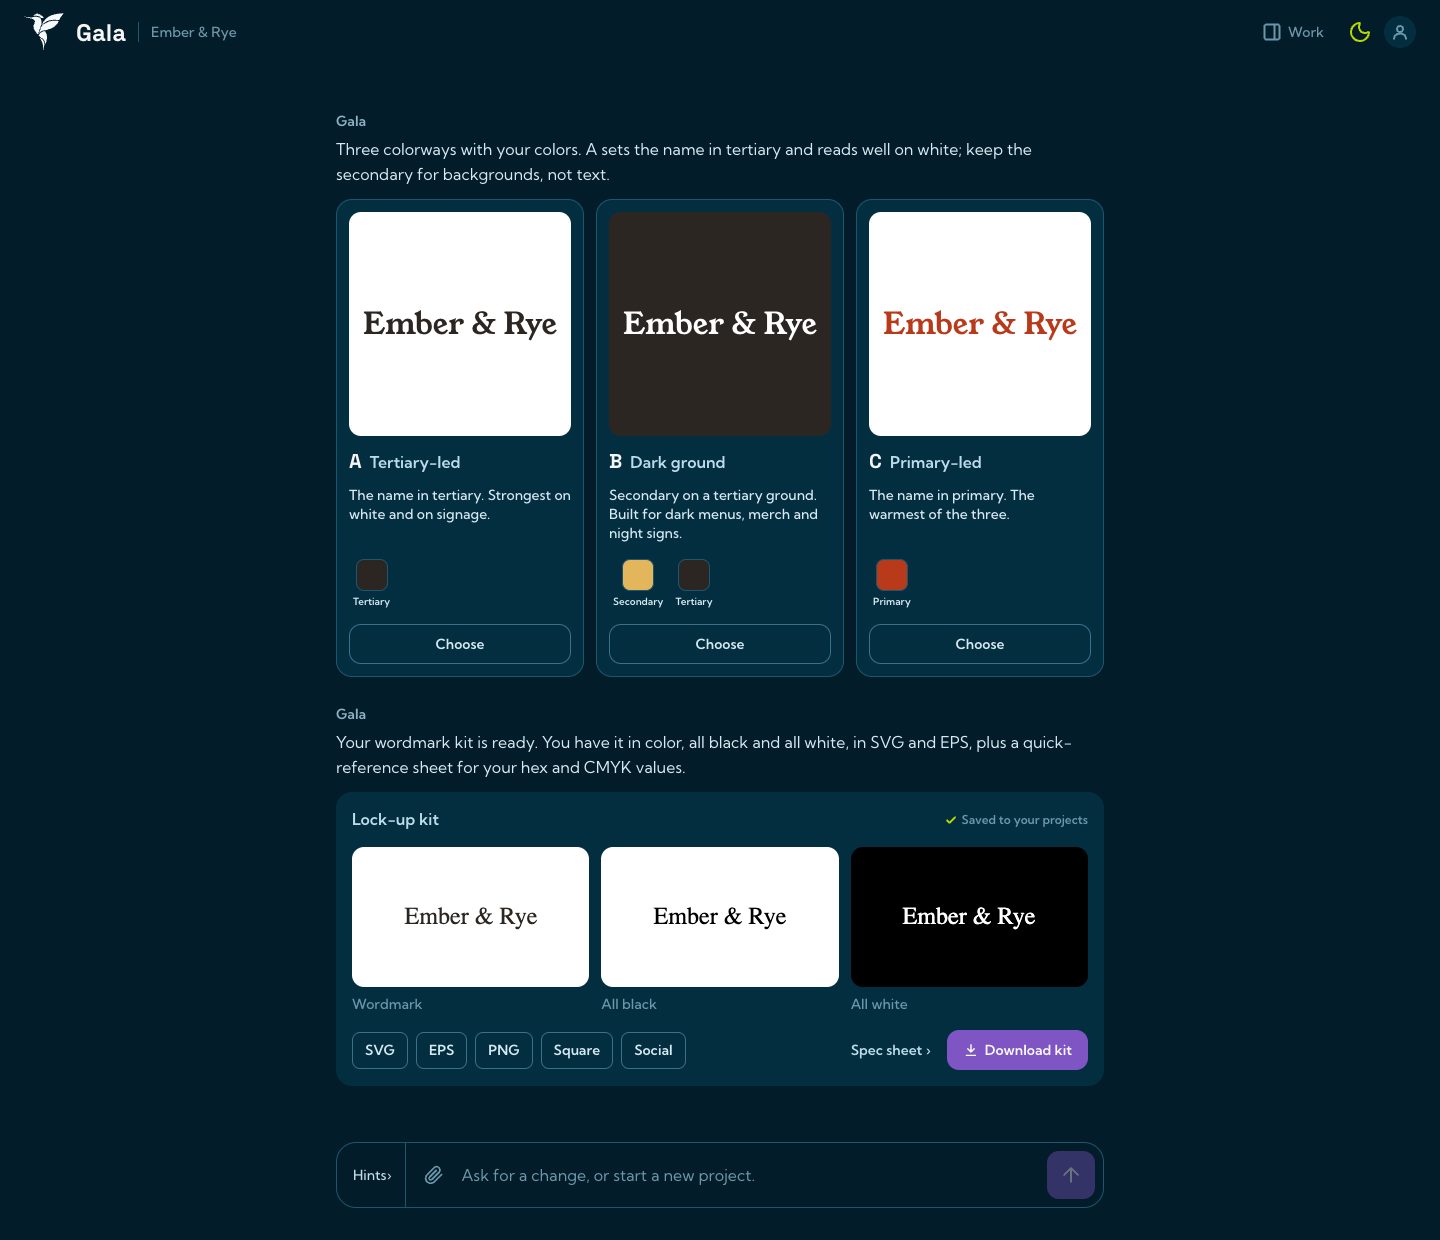 Gala
Ember & Rye
Work
Gala
Three colorways with your colors. A sets the name in tertiary and reads well on white; keep the
secondary for backgrounds, not text.
Ember & Rye
Ember & Rye
Ember & Rye
A Tertiary-led
The name in tertiary. Strongest on
white and on signage.
Tertiary
Choose
B Dark ground
Secondary on a tertiary ground.
Built for dark menus, merch and
night signs.
Secondary
Tertiary
Choose
C Primary-led
The name in primary. The
warmest of the three.
Primary
Choose
Gala
Your wordmark kit is ready. You have it in color, all black and all white, in SVG and EPS, plus a quick-
reference sheet for your hex and CMYK values.
Lock-up kit
Saved to your projects
Ember & Rye
Ember & Rye
Ember & Rye
Wordmark
All black
All white
SVG
EPS
PNG
Square
Social
Spec sheet ›
Download kit
Hints›
Ask for a change, or start a new project.